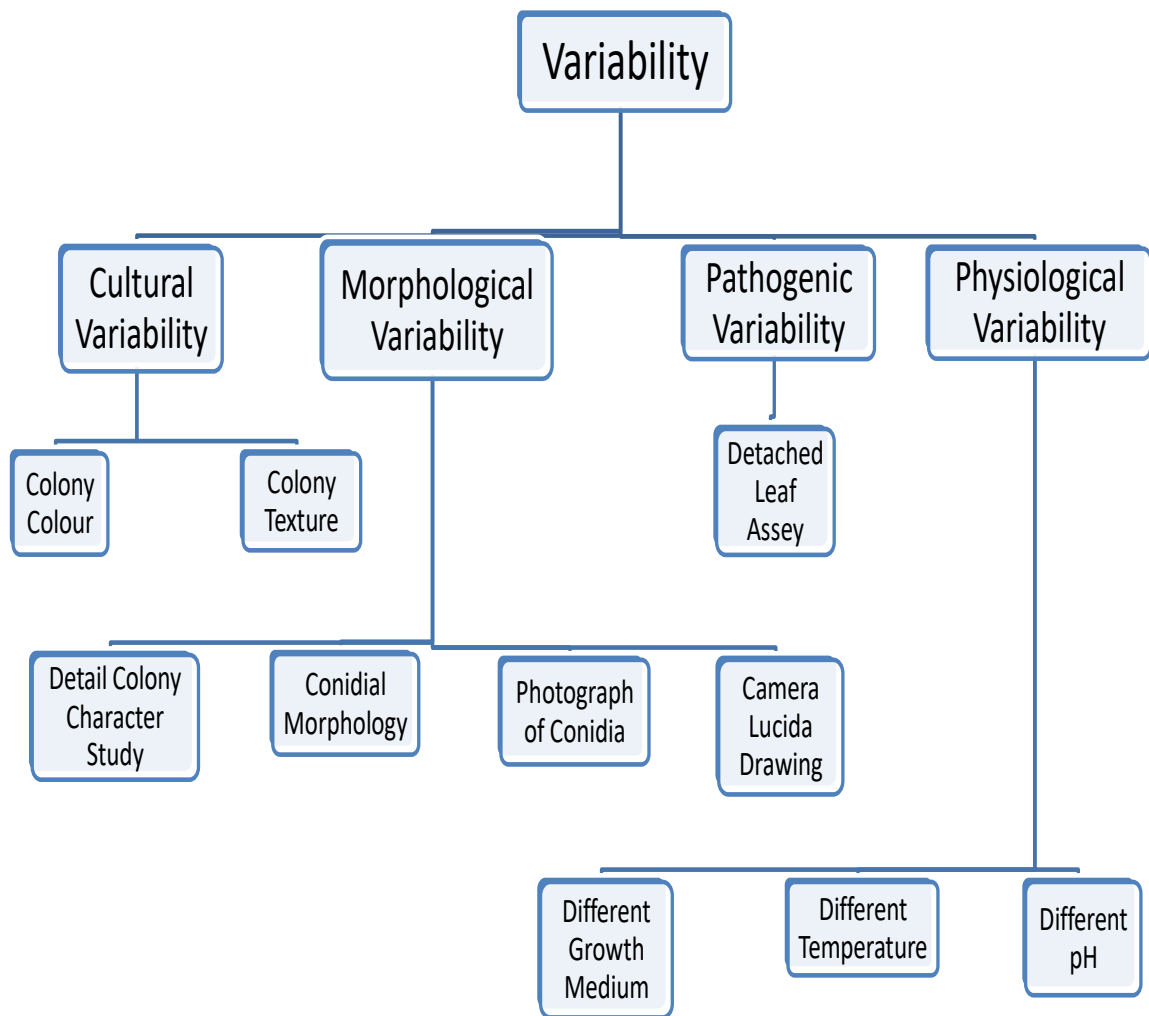 Variability
Cultural
Variability
Morphological
Variability
Pathogenic
Variability
Physiological
Variability
Colony
Colour
Colony
Texture
Detached
Leaf
Assey
Detail Colony
Character
Study
Conidial
Morphology
Photograph
of Conidia
Camera
Lucida
Drawing
Different
Growth
Medium
Different
Temperature
Different
pH